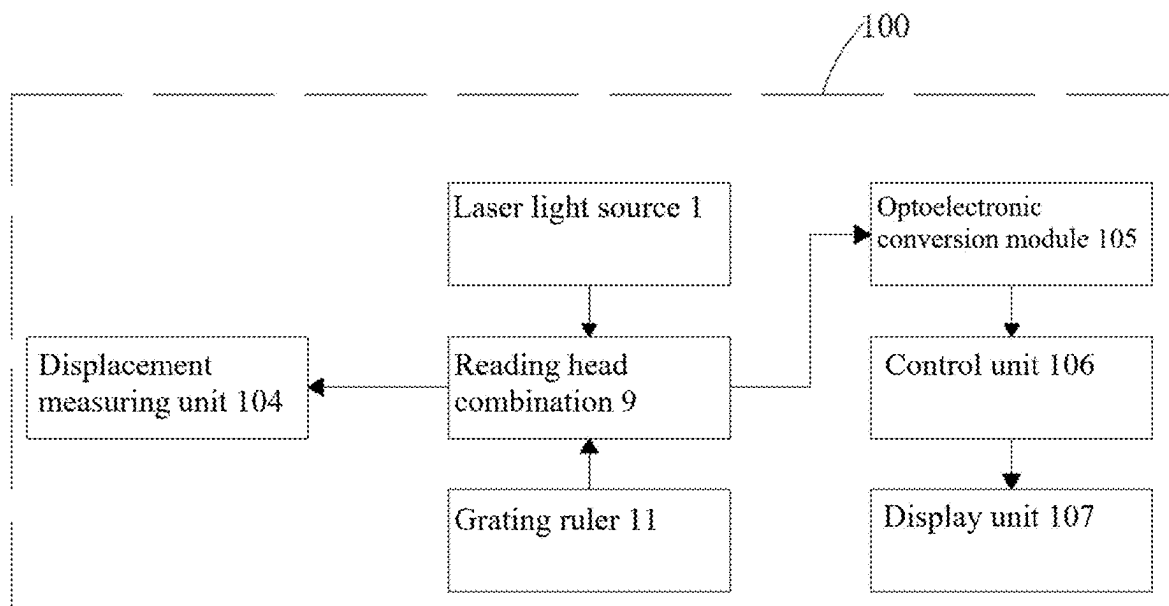 100
Laser light source 1
Optoelectronic
conversion module 105
Displacement
measuring unit 104
Reading head
combination 9
Control unit 106
Grating ruler 11
Display unit 107